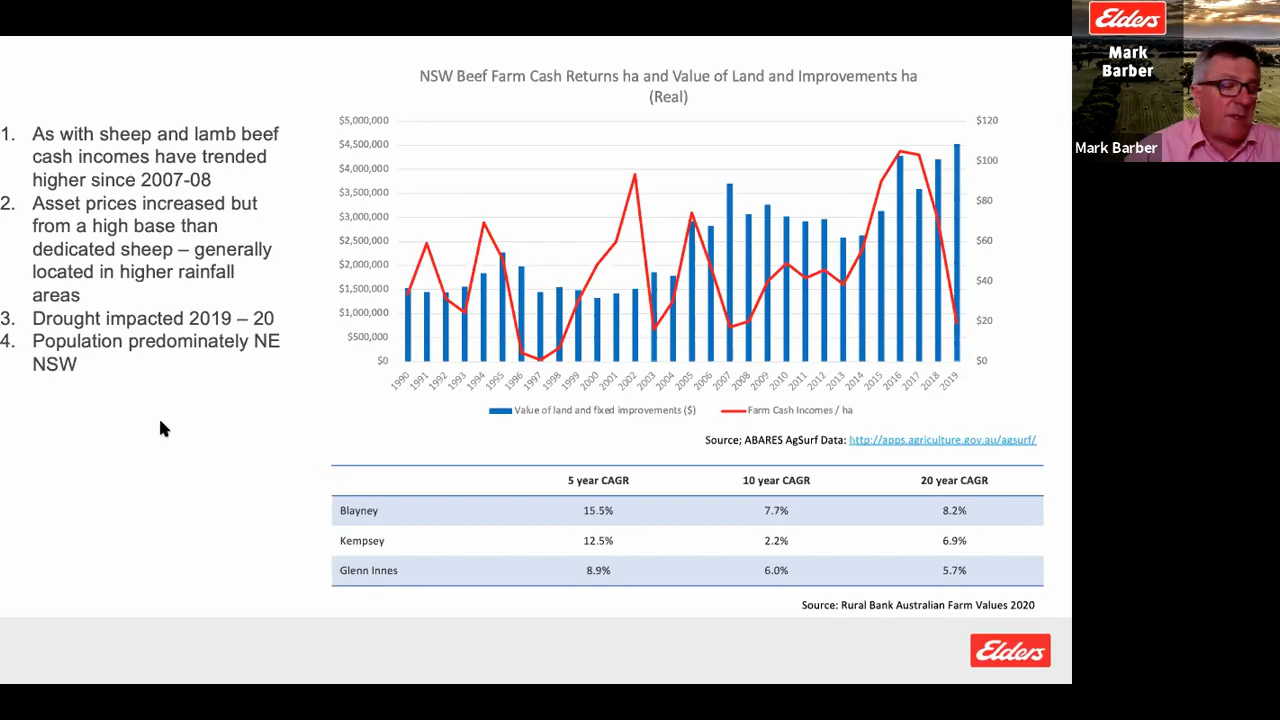 Elders
Mark
Barber
Mark Barber
NSW Beef Farm Cash Returns ha and Value of Land and Improvements ha
(Real)
1. As with sheep and lamb beef
cash incomes have trended
higher since 2007-08
2. Asset prices increased but
from a high base than
dedicated sheep – generally
located in higher rainfall
areas
3. Drought impacted 2019 – 20
4. Population predominately NE
NSW
$5,000,000
$4,500,000
$4,000,000
$3,500,000
$3,000,000
$2,500,000
$2,000,000
$1,500,000
$1,000,000
$500,000
$0
$120
$100
$80
$60
$40
$20
$0
1990 1991 1992 1993 1994 1995 1996 1997 1998 1999 2000 2001 2002 2003 2004 2005 2006 2007 2008 2009 2010 2011 2012 2013 2014 2015 2016 2017 2018 2019
Value of land and fixed improvements ($) Farm Cash Incomes / ha
Source; ABARES AgSurf Data: http://apps.agriculture.gov.au/agsurf/
5 year CAGR 10 year CAGR 20 year CAGR
Blayney 15.5% 7.7% 8.2%
Kempsey 12.5% 2.2% 6.9%
Glenn Innes 8.9% 6.0% 5.7%
Source: Rural Bank Australian Farm Values 2020
Elders